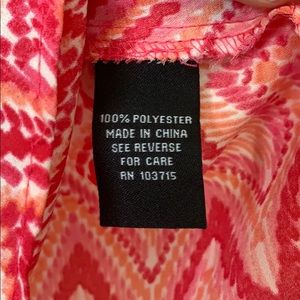 100% POLYESTER
MADE IN CHINA
SEE REVERSE
FOR CARE
RN 103715